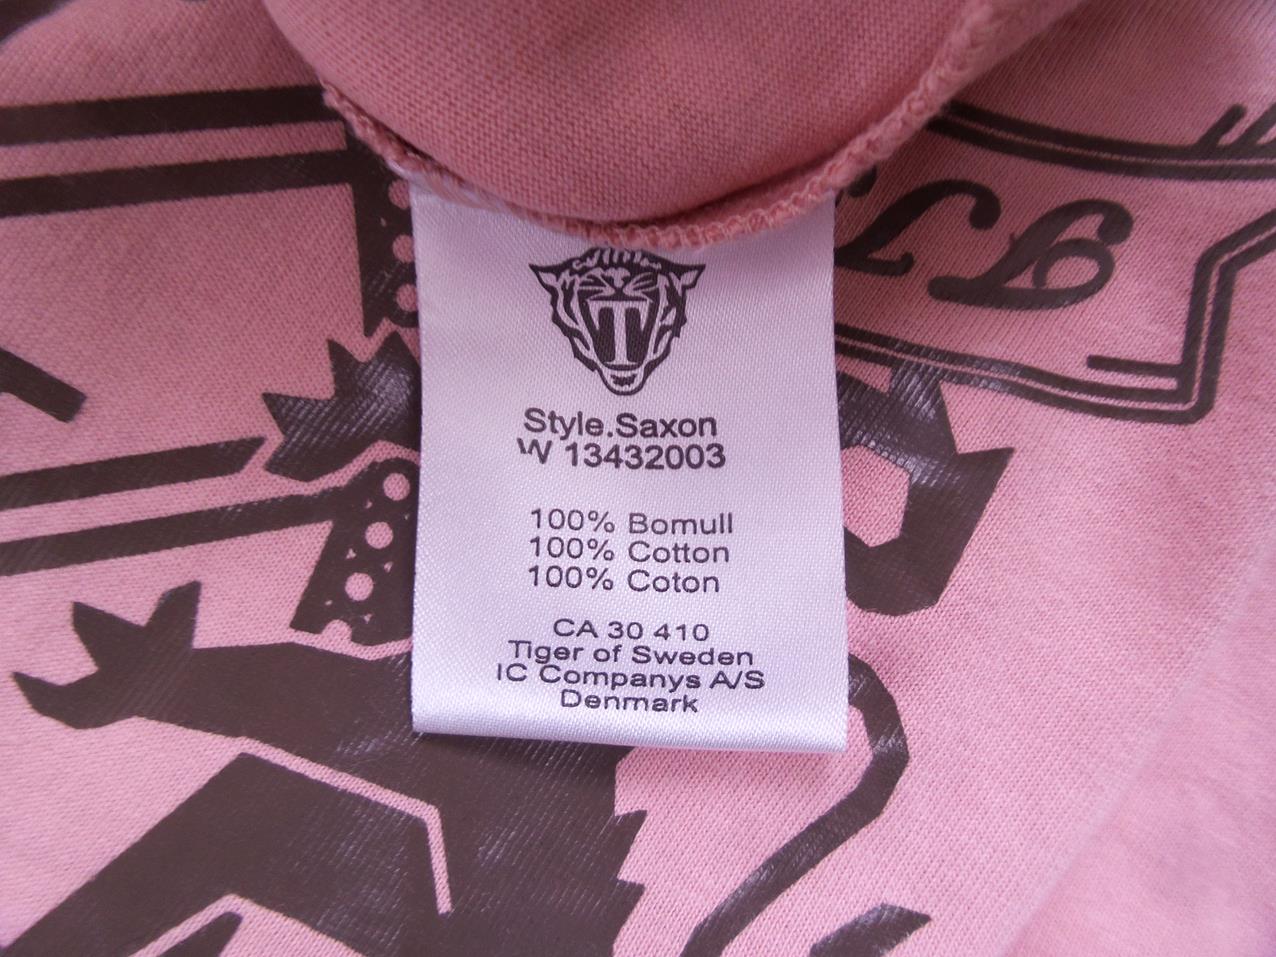 T
Style.Saxon
W 13432003
100% Bomull
100% Cotton
100% Coton
CA 30 410
Tiger of Sweden
IC Companys A/S
Denmark